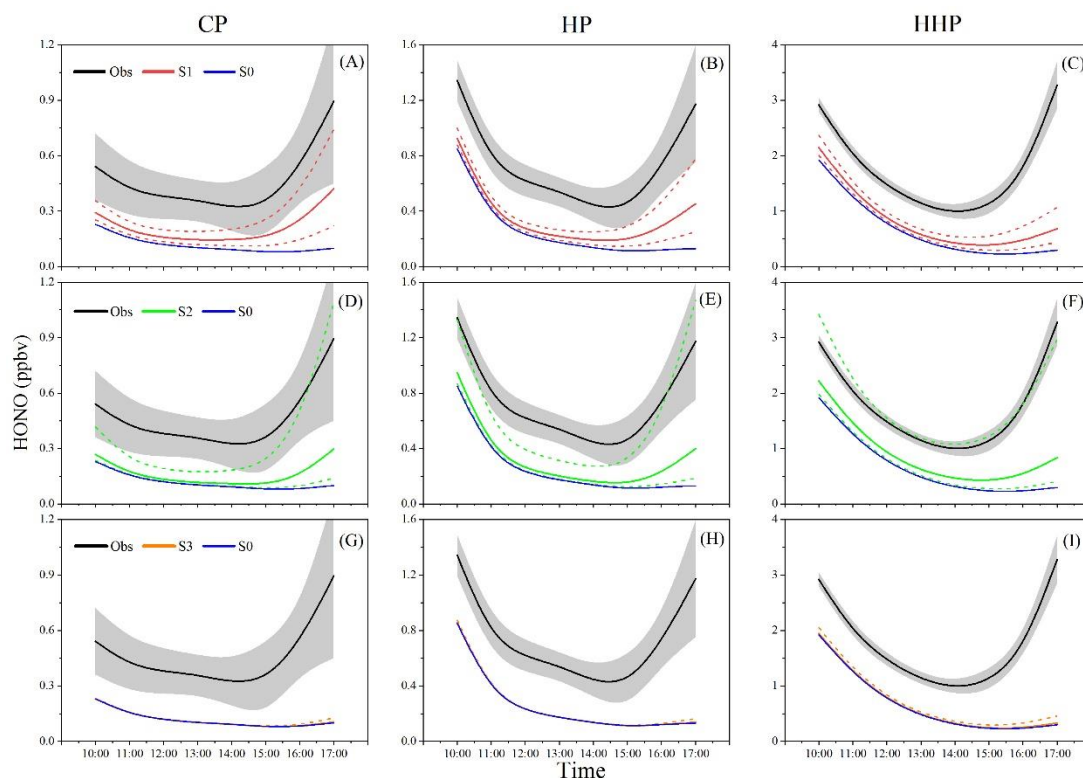 CP HP HHP
1.2 1.6 4
(A) (B) (C)
Obs S1 S0
0.9 1.2 3
0.6 0.8 2
0.3 0.4 1
0.0 0.0 0
1.2 1.6 4
(D) (E) (F)
Obs S2 S0
0.9 1.2 3
0.6 0.8 2
0.3 0.4 1
0.0 0.0 0
HONO (ppbv)
1.2 1.6 4
(G) (H) (I)
Obs S3 S0
0.9 1.2 3
0.6 0.8 2
0.3 0.4 1
0.0 0.0 0
10:00 11:00 12:00 13:00 14:00 15:00 16:00 17:00 10:00 11:00 12:00 13:00 14:00 15:00 16:00 17:00 10:00 11:00 12:00 13:00 14:00 15:00 16:00 17:00
Time